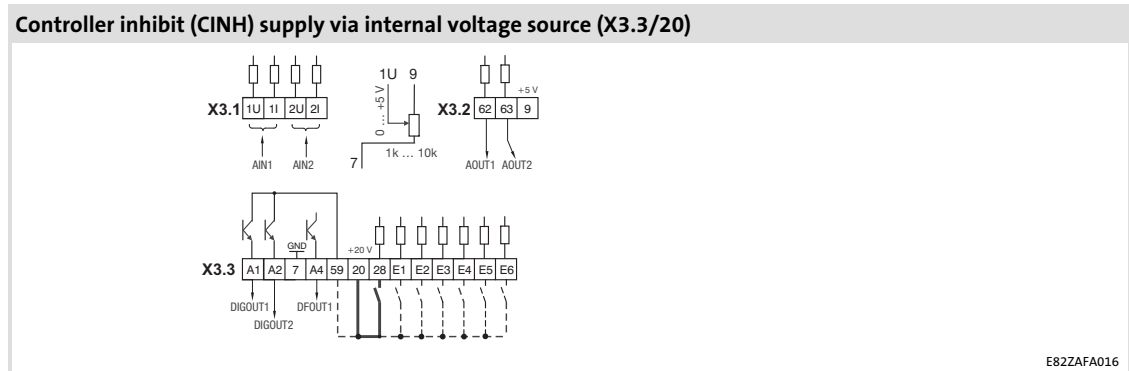 Controller inhibit (CINH) supply via internal voltage source (X3.3/20)
X3.1 1U 1I 2U 2I
AIN1 AIN2
1U 9
0 ... +5 V
1k ... 10k
7
+5 V
X3.2 62 63 9
AOUT1 AOUT2
GND
+20 V
X3.3 A1 A2 7 A4 59 20 28 E1 E2 E3 E4 E5 E6
DIGOUT1 DFOUT1
DIGOUT2
E82ZAFA016